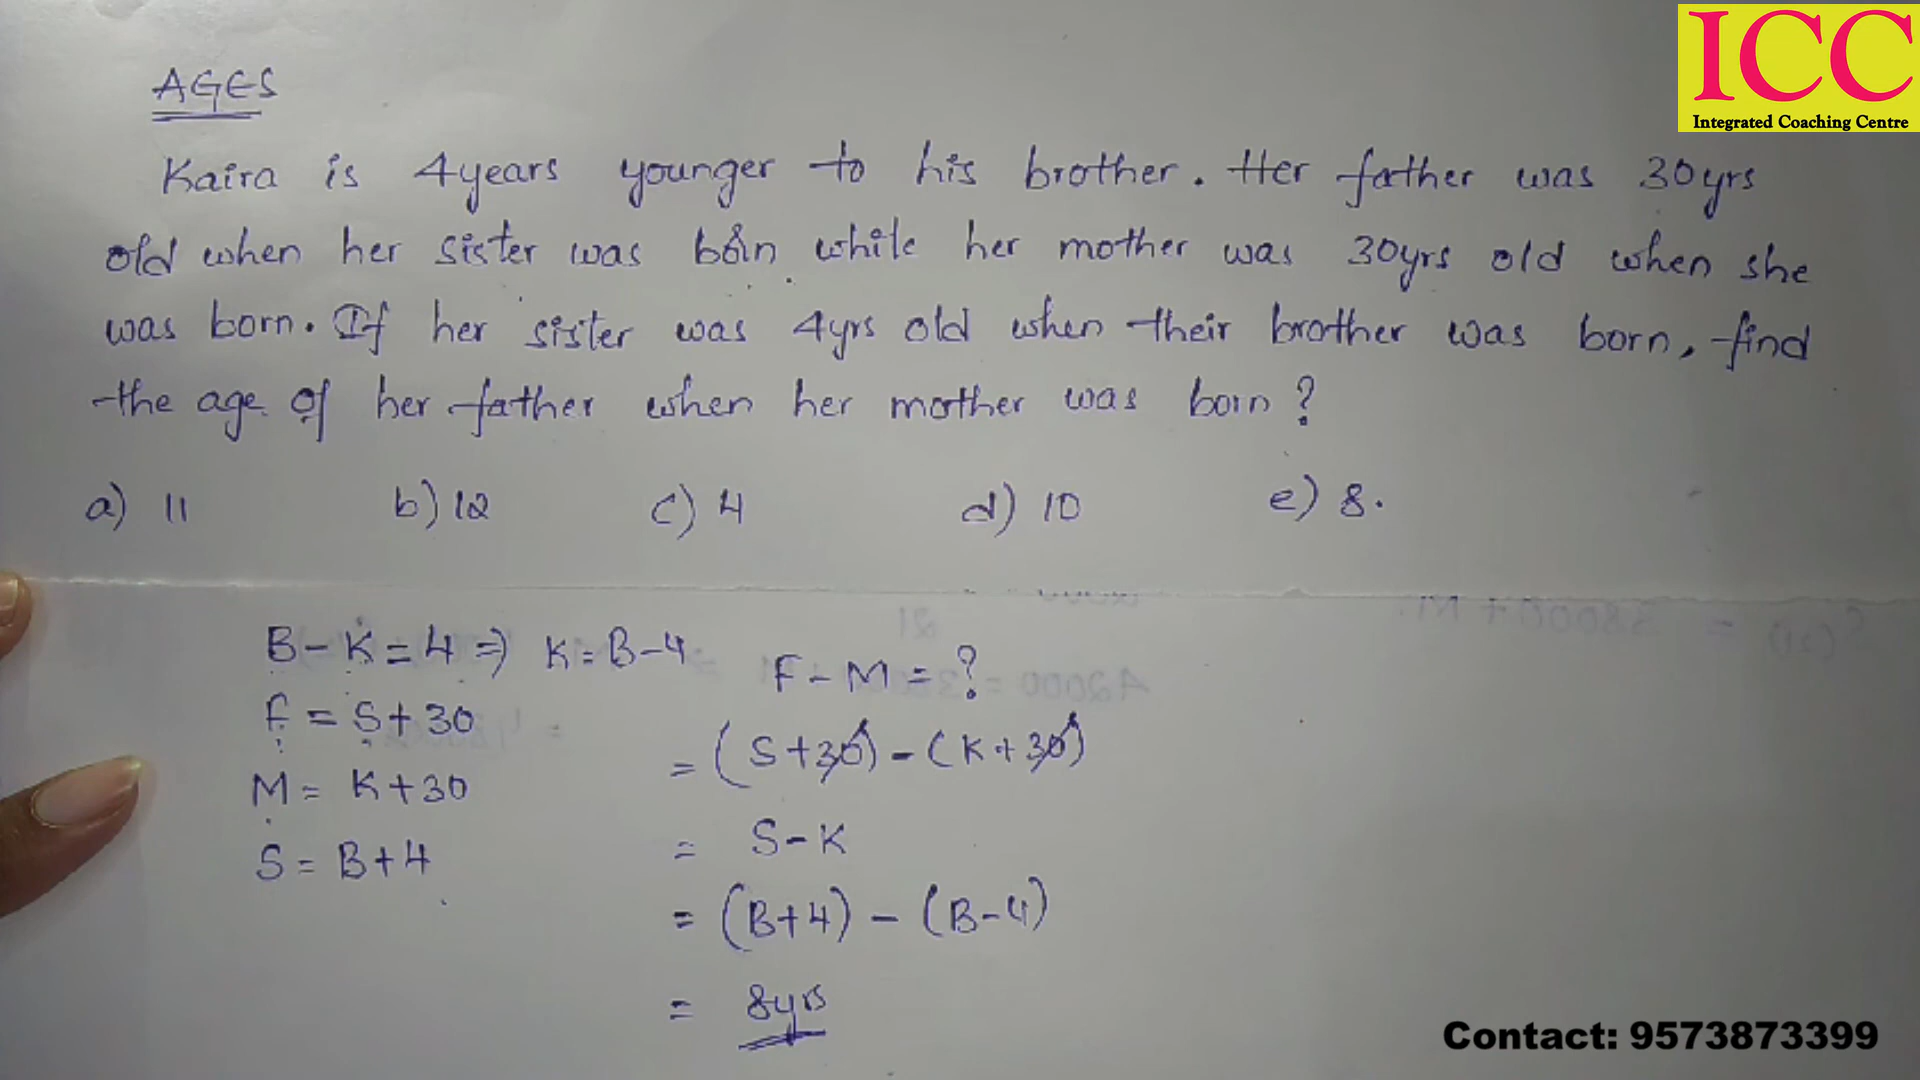 ICC
Integrated Coaching Centre
AGES
Kaira is 4years younger to his brother. Her father was 30yrs
old when her sister was born while her mother was 30yrs old when she
was born. If her sister was 4yrs old when their brother was born, find
the age of her father when her mother was born?
a) 11 b) 12 c) 4 d) 10 e) 8.
B-K=4 => K=B-4
F = S+30
M = K+30
S = B+4
F-M=?
= (S+30)-(K+30)
= S-K
= (B+4) - (B-4)
= 8yrs
Contact: 9573873399